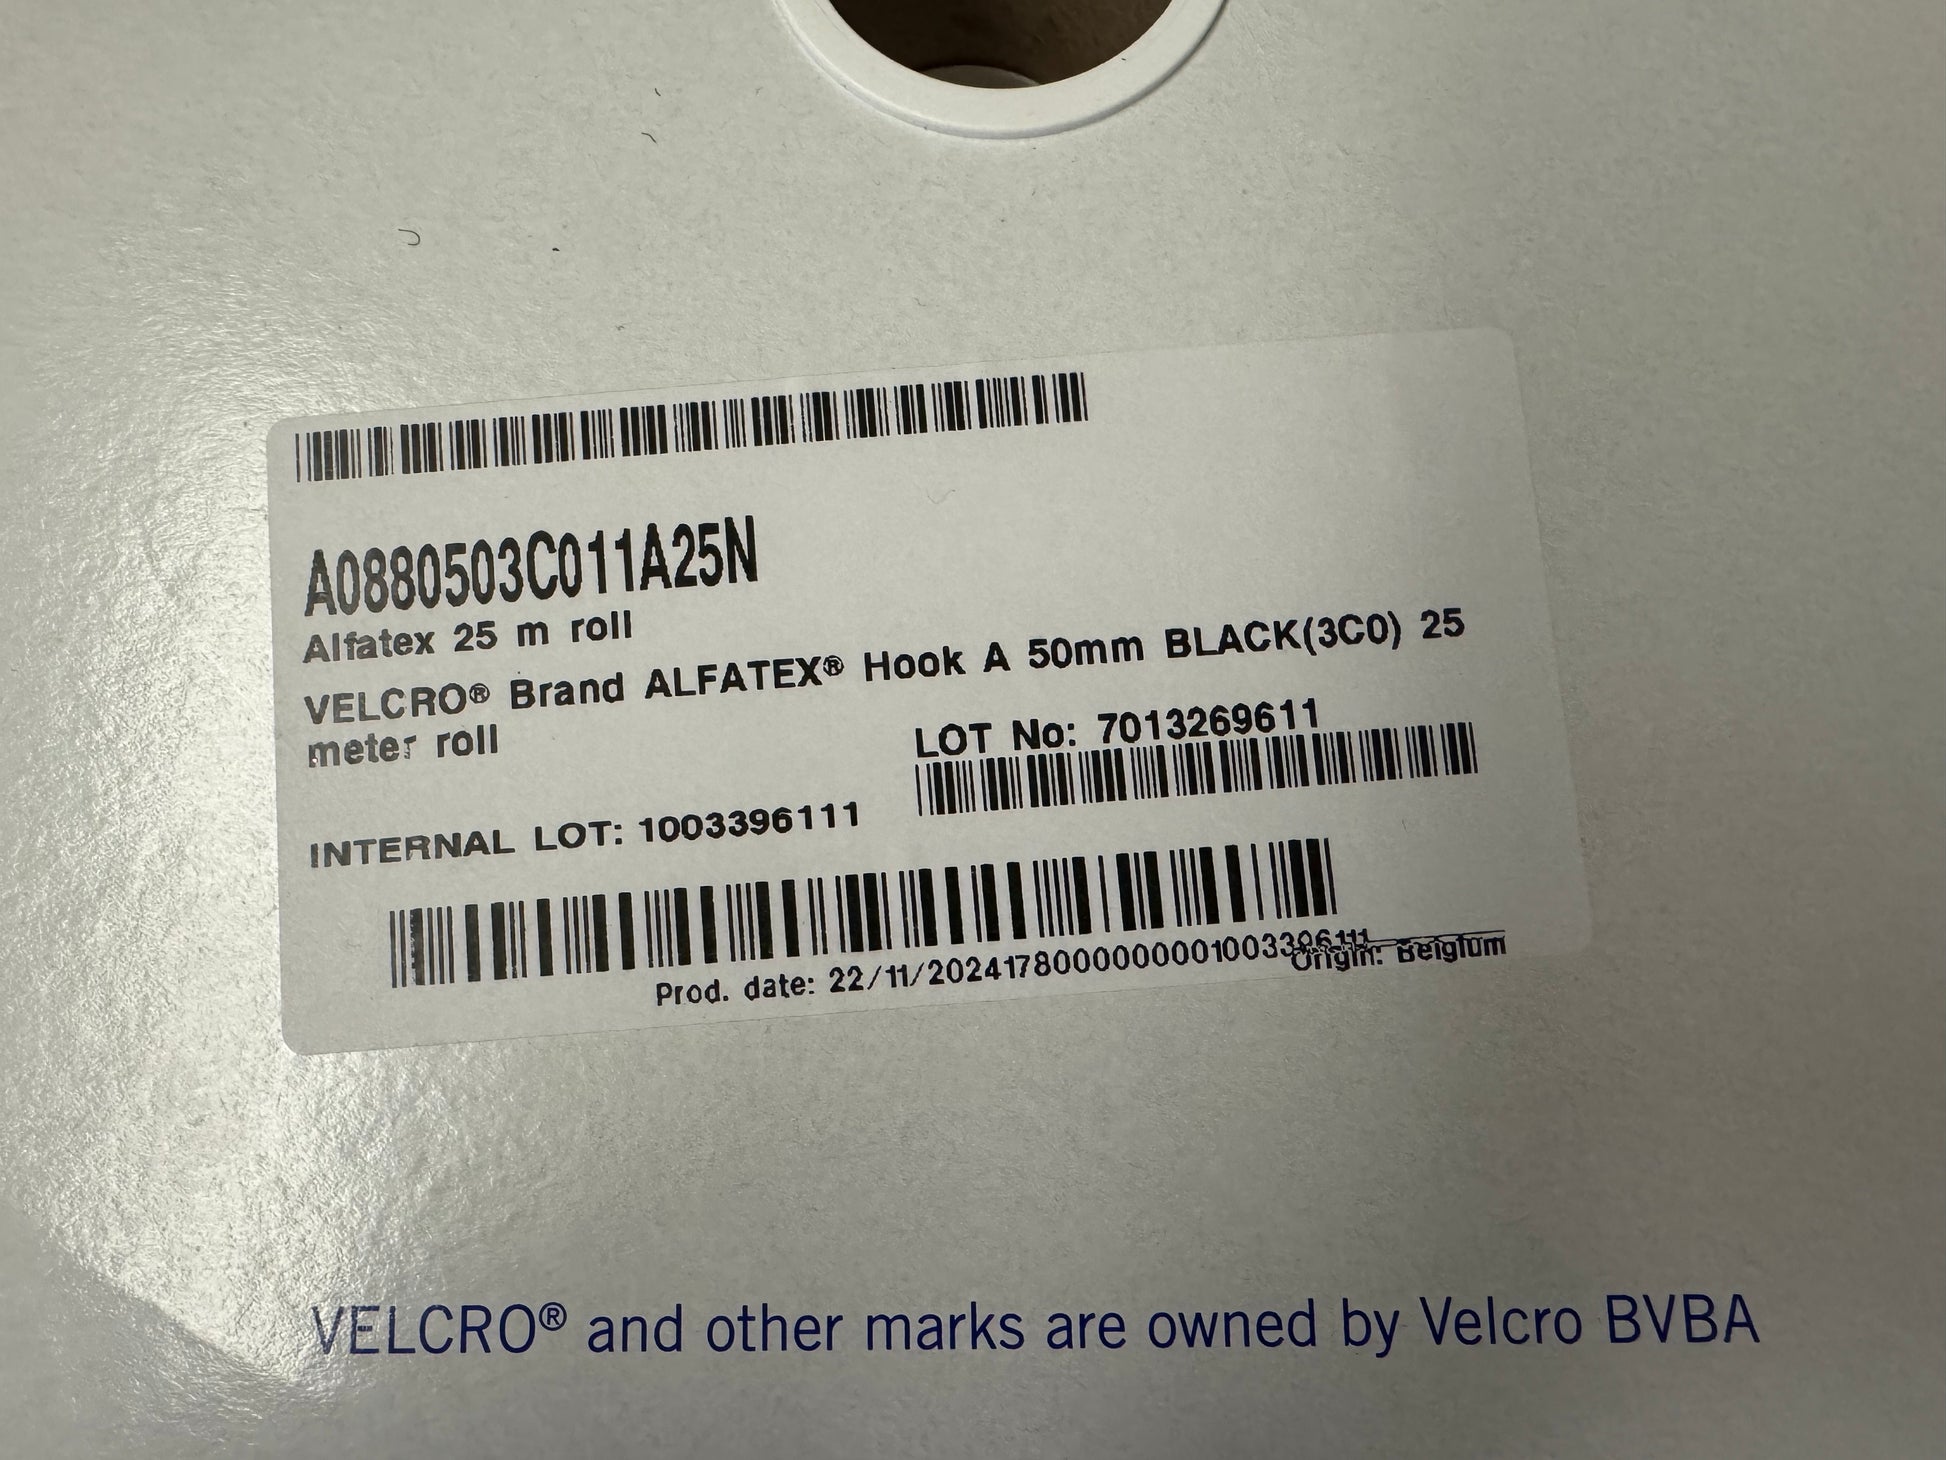 A0880503C011A25N
Alfatex 25 m roll
VELCRO® Brand ALFATEX® Hook A 50mm BLACK(3C0) 25
meter roll
LOT No: 7013269611
INTERNAL LOT: 1003396111
Prod. date: 22/11/20241780000000001003396111
Origin: Belgium
VELCRO® and other marks are owned by Velcro BVBA